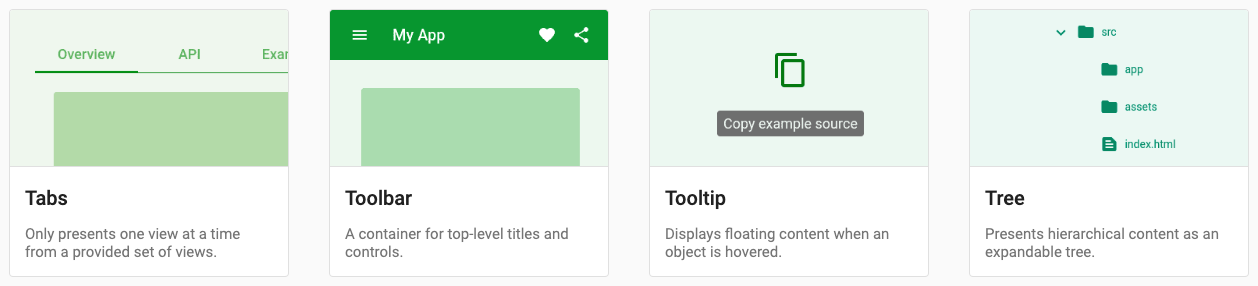 Overview API Exar
My App
Copy example source
src
app
assets
index.html
Tabs
Only presents one view at a time
from a provided set of views.
Toolbar
A container for top-level titles and
controls.
Tooltip
Displays floating content when an
object is hovered.
Tree
Presents hierarchical content as an
expandable tree.